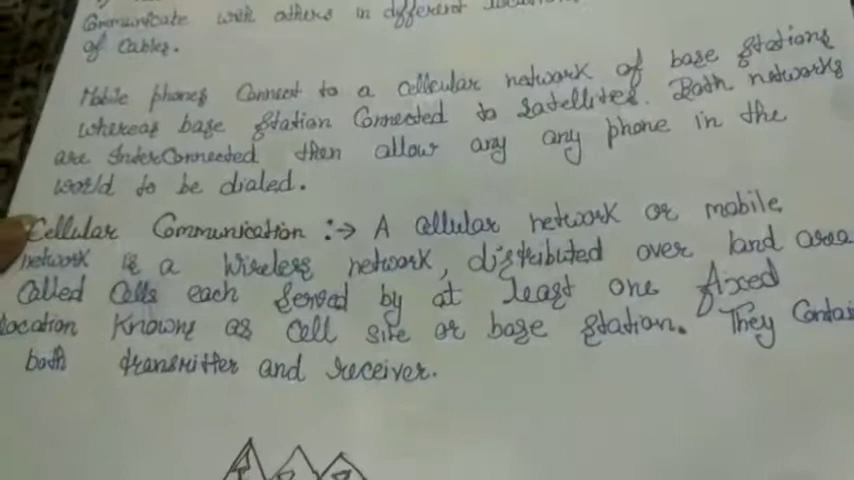 Communicate with others in different
of Cables.
Mobile phones Connect to a cellular network of base stations
whereas base station Connected to satellites. Both networks
are InterConnected then allow any any phone in the
world to be dialed.
Cellular Communication :-> A cellular network or mobile
network is a wireless network, distributed over land area
Called Cells each served by at least one fixed
location Known as cell site or base station. They Contai
both transmitter and receiver.